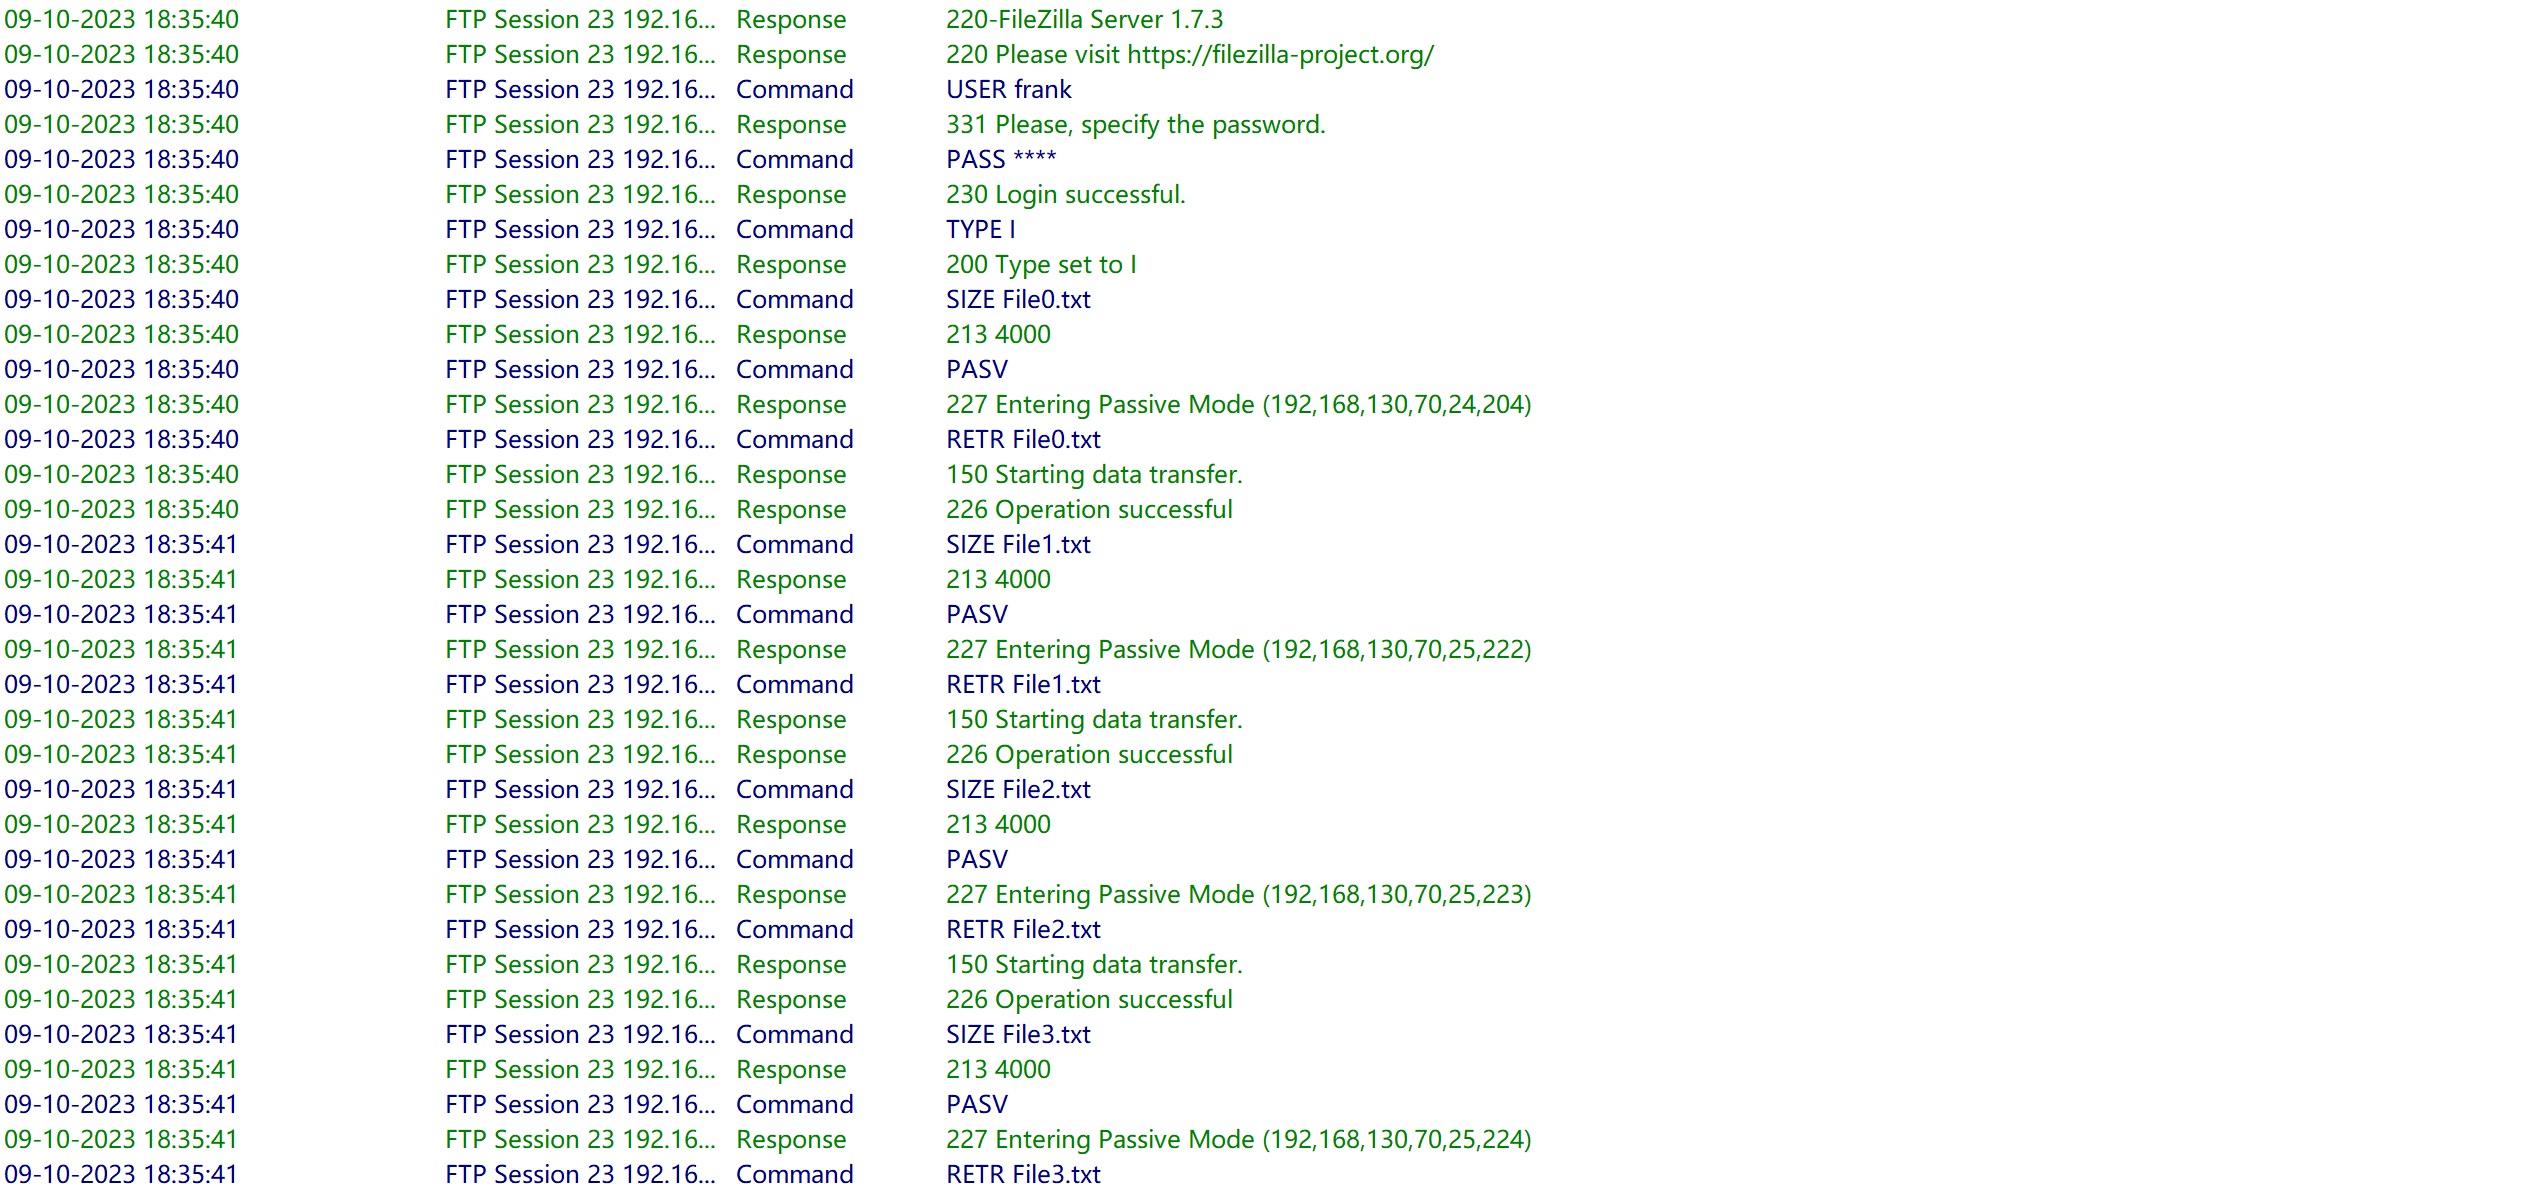 09-10-2023 18:35:40 FTP Session 23 192.16... Response 220-FileZilla Server 1.7.3
09-10-2023 18:35:40 FTP Session 23 192.16... Response 220 Please visit https://filezilla-project.org/
09-10-2023 18:35:40 FTP Session 23 192.16... Command USER frank
09-10-2023 18:35:40 FTP Session 23 192.16... Response 331 Please, specify the password.
09-10-2023 18:35:40 FTP Session 23 192.16... Command PASS ****
09-10-2023 18:35:40 FTP Session 23 192.16... Response 230 Login successful.
09-10-2023 18:35:40 FTP Session 23 192.16... Command TYPE I
09-10-2023 18:35:40 FTP Session 23 192.16... Response 200 Type set to I
09-10-2023 18:35:40 FTP Session 23 192.16... Command SIZE File0.txt
09-10-2023 18:35:40 FTP Session 23 192.16... Response 213 4000
09-10-2023 18:35:40 FTP Session 23 192.16... Command PASV
09-10-2023 18:35:40 FTP Session 23 192.16... Response 227 Entering Passive Mode (192,168,130,70,24,204)
09-10-2023 18:35:40 FTP Session 23 192.16... Command RETR File0.txt
09-10-2023 18:35:40 FTP Session 23 192.16... Response 150 Starting data transfer.
09-10-2023 18:35:40 FTP Session 23 192.16... Response 226 Operation successful
09-10-2023 18:35:41 FTP Session 23 192.16... Command SIZE File1.txt
09-10-2023 18:35:41 FTP Session 23 192.16... Response 213 4000
09-10-2023 18:35:41 FTP Session 23 192.16... Command PASV
09-10-2023 18:35:41 FTP Session 23 192.16... Response 227 Entering Passive Mode (192,168,130,70,25,222)
09-10-2023 18:35:41 FTP Session 23 192.16... Command RETR File1.txt
09-10-2023 18:35:41 FTP Session 23 192.16... Response 150 Starting data transfer.
09-10-2023 18:35:41 FTP Session 23 192.16... Response 226 Operation successful
09-10-2023 18:35:41 FTP Session 23 192.16... Command SIZE File2.txt
09-10-2023 18:35:41 FTP Session 23 192.16... Response 213 4000
09-10-2023 18:35:41 FTP Session 23 192.16... Command PASV
09-10-2023 18:35:41 FTP Session 23 192.16... Response 227 Entering Passive Mode (192,168,130,70,25,223)
09-10-2023 18:35:41 FTP Session 23 192.16... Command RETR File2.txt
09-10-2023 18:35:41 FTP Session 23 192.16... Response 150 Starting data transfer.
09-10-2023 18:35:41 FTP Session 23 192.16... Response 226 Operation successful
09-10-2023 18:35:41 FTP Session 23 192.16... Command SIZE File3.txt
09-10-2023 18:35:41 FTP Session 23 192.16... Response 213 4000
09-10-2023 18:35:41 FTP Session 23 192.16... Command PASV
09-10-2023 18:35:41 FTP Session 23 192.16... Response 227 Entering Passive Mode (192,168,130,70,25,224)
09-10-2023 18:35:41 FTP Session 23 192.16... Command RETR File3.txt